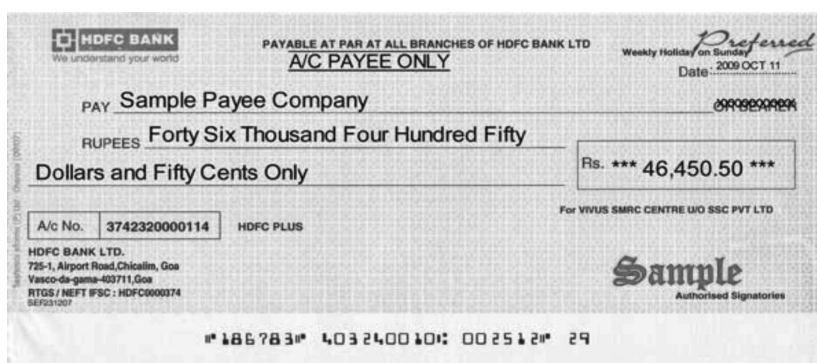 HDFC BANK
We understand your world
PAYABLE AT PAR AT ALL BRANCHES OF HDFC BANK LTD
A/C PAYEE ONLY
Preferred
Weekly Holiday on Sunday
Date 2009 OCT 11
PAY Sample Payee Company OR BEARER
RUPEES Forty Six Thousand Four Hundred Fifty
Dollars and Fifty Cents Only
Rs. *** 46,450.50 ***
For VIVUS SMRC CENTRE U/O SSC PVT LTD
A/c No. 3742320000114 HDFC PLUS
HDFC BANK LTD.
725-1, Airport Road,Chicalim, Goa
Vasco-da-gama-403711,Goa
RTGS / NEFT IFSC : HDFC0000374
SEF231207
Sample
Authorised Signatories
⑈186783⑈ 403240010⑆ 002512⑈ 29